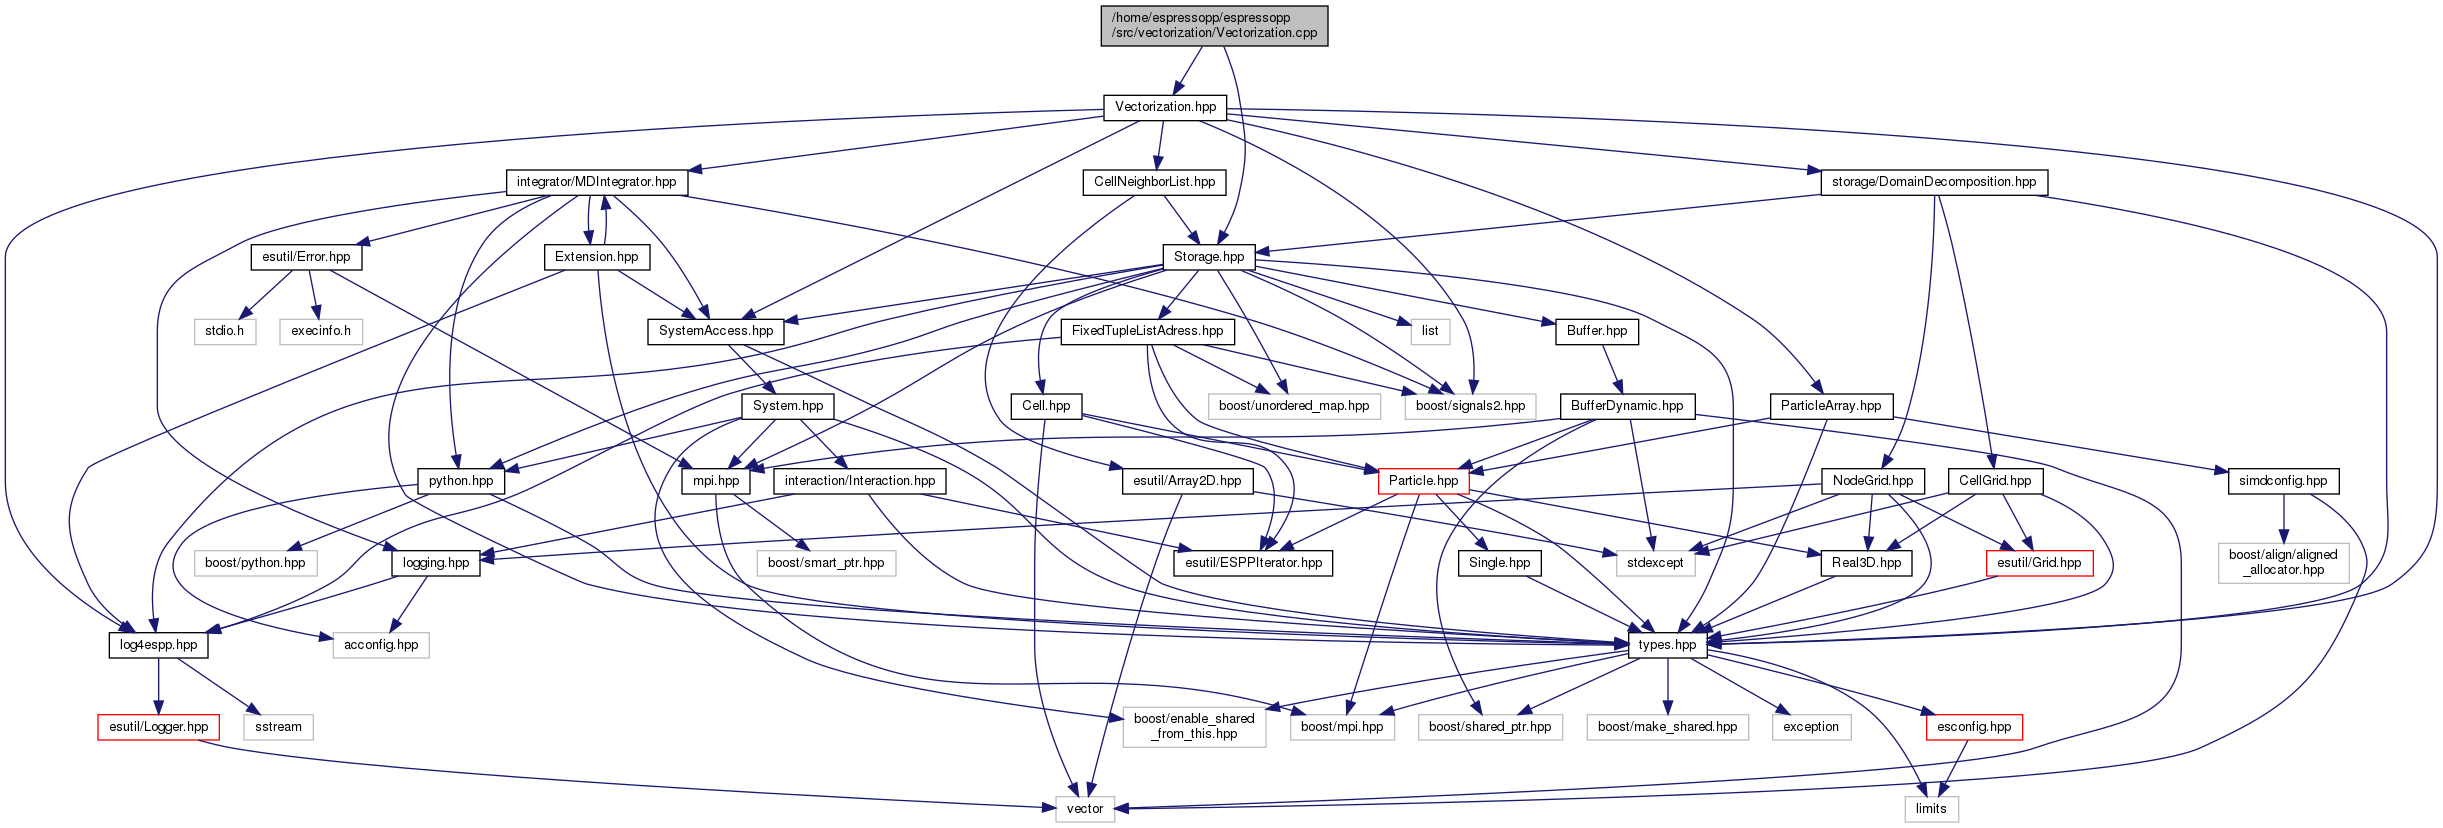 /home/espressopp/espressopp
/src/vectorization/Vectorization.cpp
Vectorization.hpp
integrator/MDIntegrator.hpp
CellNeighborList.hpp
storage/DomainDecomposition.hpp
esutil/Error.hpp
Extension.hpp
Storage.hpp
stdio.h
execinfo.h
SystemAccess.hpp
FixedTupleListAdress.hpp
list
Buffer.hpp
System.hpp
Cell.hpp
boost/unordered_map.hpp
boost/signals2.hpp
BufferDynamic.hpp
ParticleArray.hpp
python.hpp
mpi.hpp
interaction/Interaction.hpp
esutil/Array2D.hpp
Particle.hpp
NodeGrid.hpp
CellGrid.hpp
simdconfig.hpp
boost/python.hpp
logging.hpp
boost/smart_ptr.hpp
esutil/ESPPIterator.hpp
Single.hpp
stdexcept
Real3D.hpp
esutil/Grid.hpp
boost/align/aligned
_allocator.hpp
log4espp.hpp
acconfig.hpp
types.hpp
esutil/Logger.hpp
sstream
boost/enable_shared
_from_this.hpp
boost/mpi.hpp
boost/shared_ptr.hpp
boost/make_shared.hpp
exception
esconfig.hpp
vector
limits